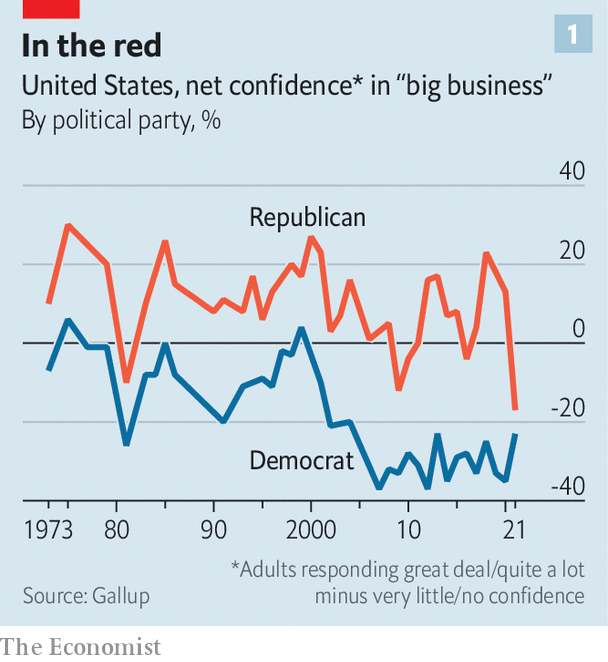 In the red
1
United States, net confidence* in “big business”
By political party, %
40
Republican
20
0
-20
Democrat
-40
1973 80 90 2000 10 21
*Adults responding great deal/quite a lot
Source: Gallup minus very little/no confidence
The Economist